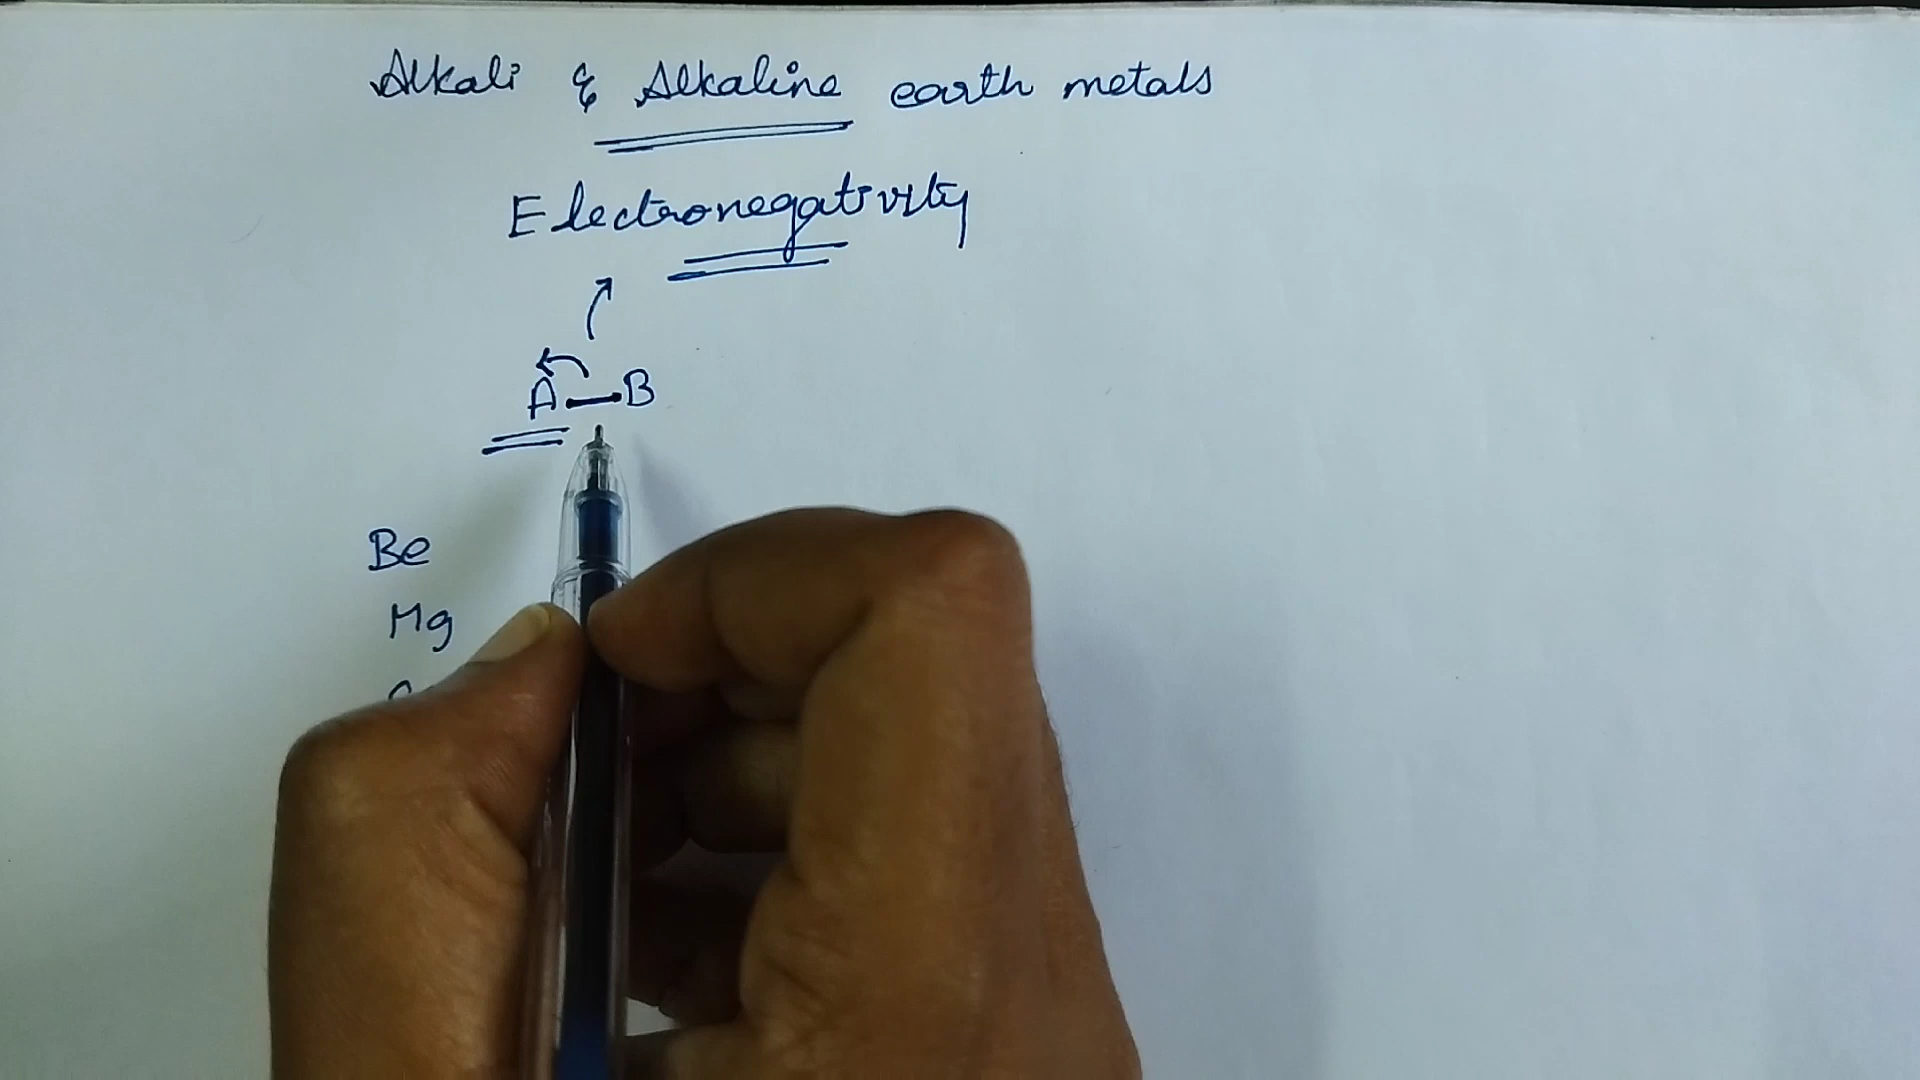 Alkali & Alkaline earth metals
Electronegativity
A—B
Be
Mg